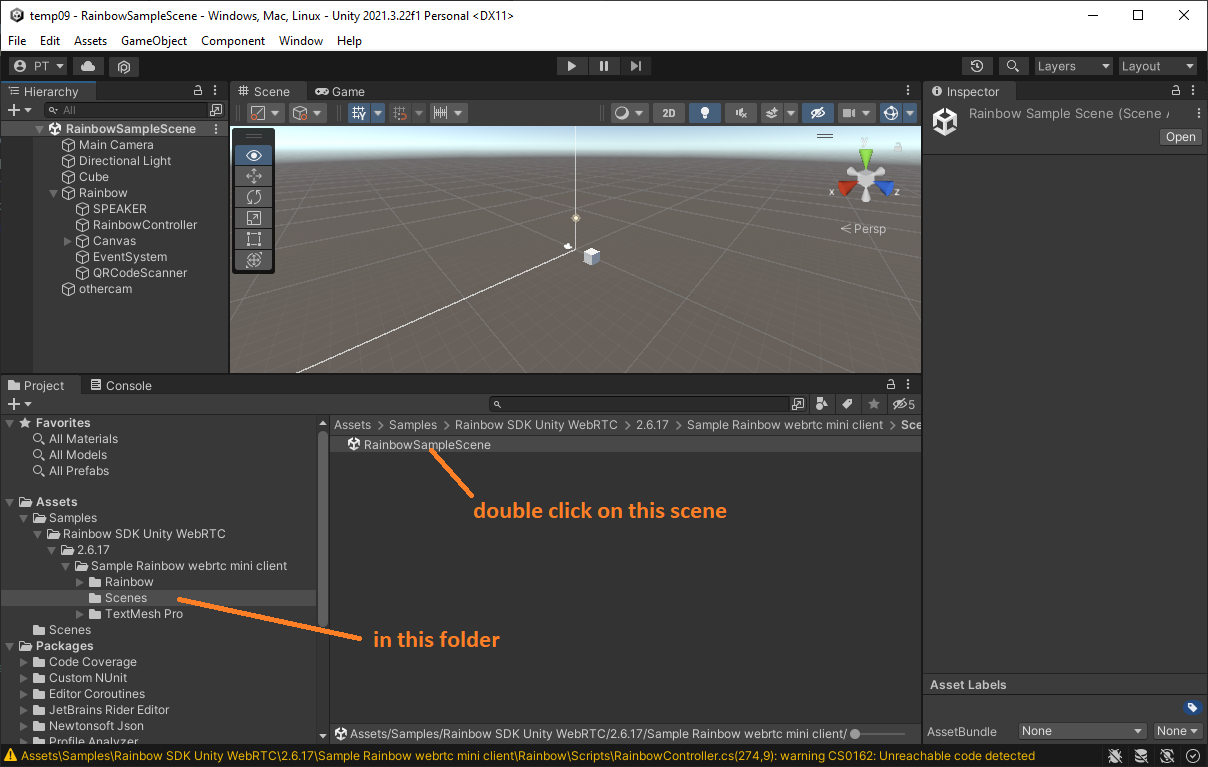 temp09 - RainbowSampleScene - Windows, Mac, Linux - Unity 2021.3.22f1 Personal <DX11>
File Edit Assets GameObject Component Window Help
PT Layers Layout
Hierarchy
All
RainbowSampleScene
Main Camera
Directional Light
Cube
Rainbow
SPEAKER
RainbowController
Canvas
EventSystem
QRCodeScanner
othercam
Scene Game
2D
y
x z
Persp
Inspector
Rainbow Sample Scene (Scene A
Open
Project Console
5
Favorites
All Materials
All Models
All Prefabs
Assets
Samples
Rainbow SDK Unity WebRTC
2.6.17
Sample Rainbow webrtc mini client
Rainbow
Scenes
TextMesh Pro
Scenes
Packages
Code Coverage
Custom NUnit
Editor Coroutines
JetBrains Rider Editor
Newtonsoft Json
Profile Analyzer
Assets > Samples > Rainbow SDK Unity WebRTC > 2.6.17 > Sample Rainbow webrtc mini client > Sce
RainbowSampleScene
double click on this scene
in this folder
Assets/Samples/Rainbow SDK Unity WebRTC/2.6.17/Sample Rainbow webrtc mini client/
Asset Labels
AssetBundle None None
Assets\Samples\Rainbow SDK Unity WebRTC\2.6.17\Sample Rainbow webrtc mini client\Rainbow\Scripts\RainbowController.cs(274,9): warning CS0162: Unreachable code detected